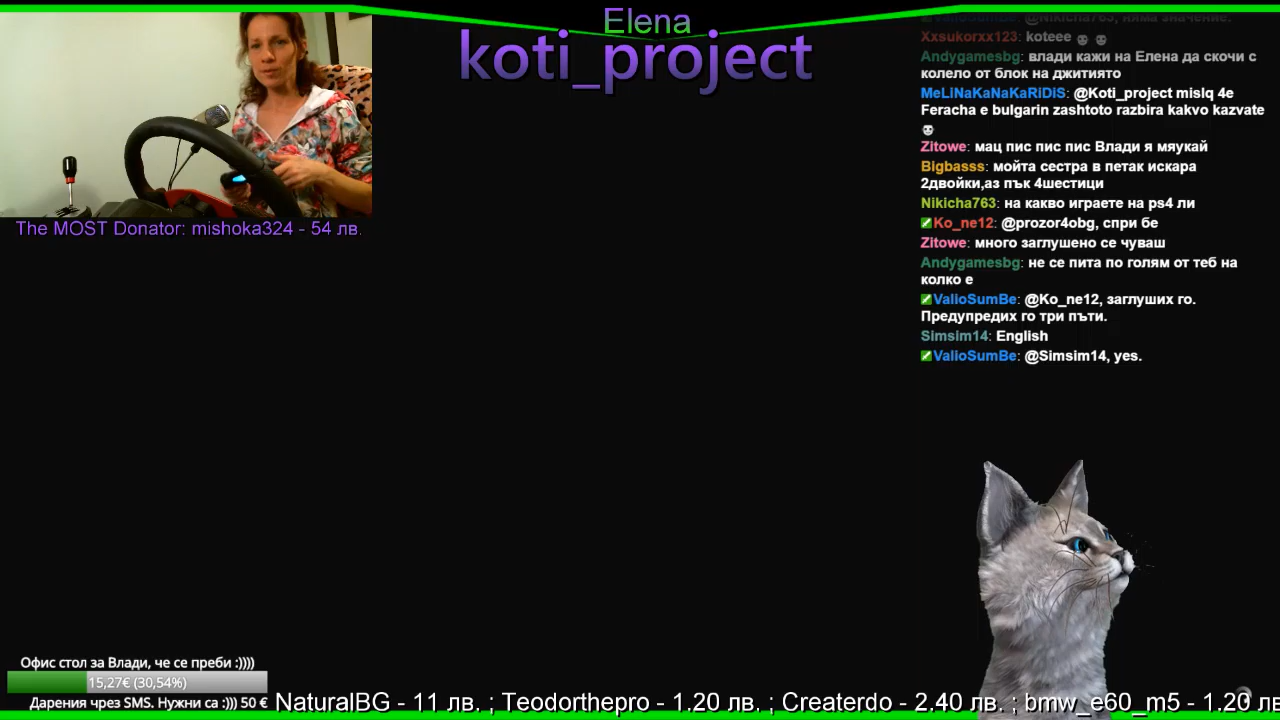 Elena
koti_project
The MOST Donator: mishoka324 - 54 лв.
ValioSumBe: @Nikicha763, няма значение.
Xxsukorxx123: koteee
Andygamesbg: влади кажи на Елена да скочи с
колело от блок на джитиято
MeLINaKaNaKaRiDiS: @Koti_project mislq 4e
Feracha e bulgarin zashtoto razbira kakvo kazvate
Zitowe: мац пис пис пис Влади я мяукай
Bigbasss: мойта сестра в петак искара
2двойки,аз пък 4шестици
Nikicha763: на какво играете на ps4 ли
Ko_ne12: @prozor4obg, спри бе
Zitowe: много заглушено се чуваш
Andygamesbg: не се пита по голям от теб на
колко е
ValioSumBe: @Ko_ne12, заглуших го.
Предупредих го три пъти.
Simsim14: English
ValioSumBe: @Simsim14, yes.
Офис стол за Влади, че се преби :))))
15,27€ (30,54%)
Дарения чрез SMS. Нужни са :))) 50 €
NaturalBG - 11 лв. ; Teodorthepro - 1.20 лв. ; Createrdo - 2.40 лв. ; bmw_e60_m5 - 1.20 лв